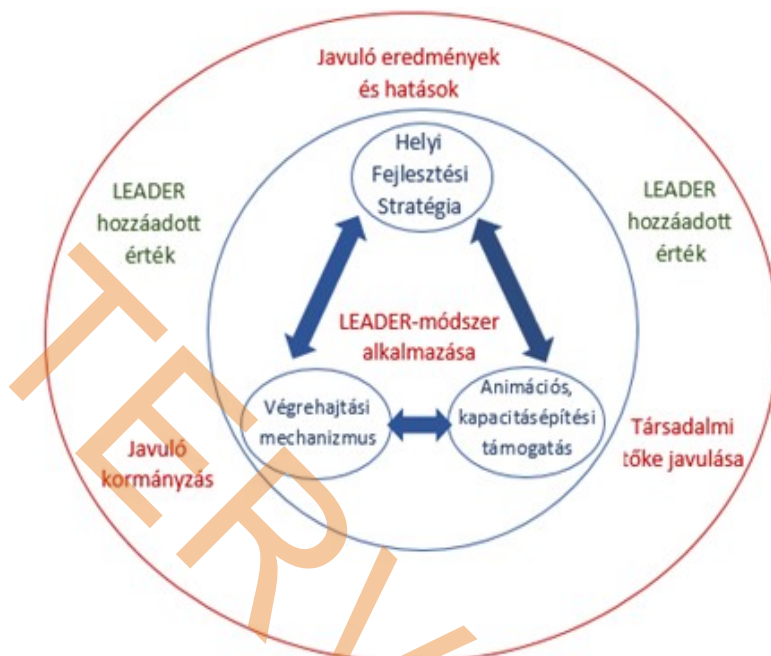 Javuló eredmények
és hatások
Helyi
Fejlesztési
Stratégia
LEADER
hozzáadott
érték
LEADER
hozzáadott
érték
LEADER-módszer
alkalmazása
Végrehajtási
mechanizmus
Animációs,
kapacitásépítési
támogatás
Javuló
kormányzás
Társadalmi
tőke javulása
TERV